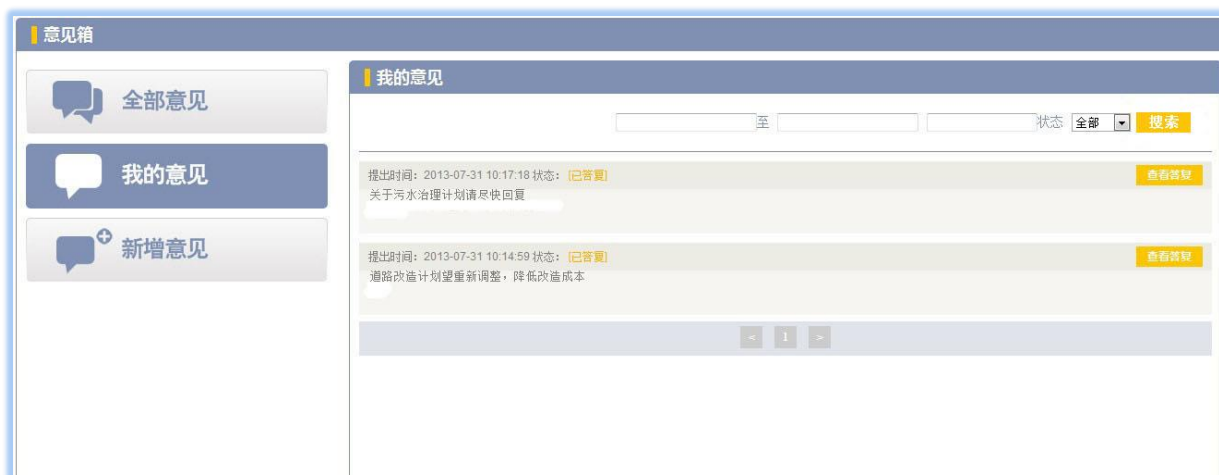 意见箱
全部意见
我的意见
新增意见
我的意见
至 状态 全部 搜索
提出时间：2013-07-31 10:17:18 状态：[已答复] 查看答复
关于污水治理计划请尽快回复
提出时间：2013-07-31 10:14:59 状态：[已答复] 查看答复
道路改造计划望重新调整，降低改造成本
< 1 >